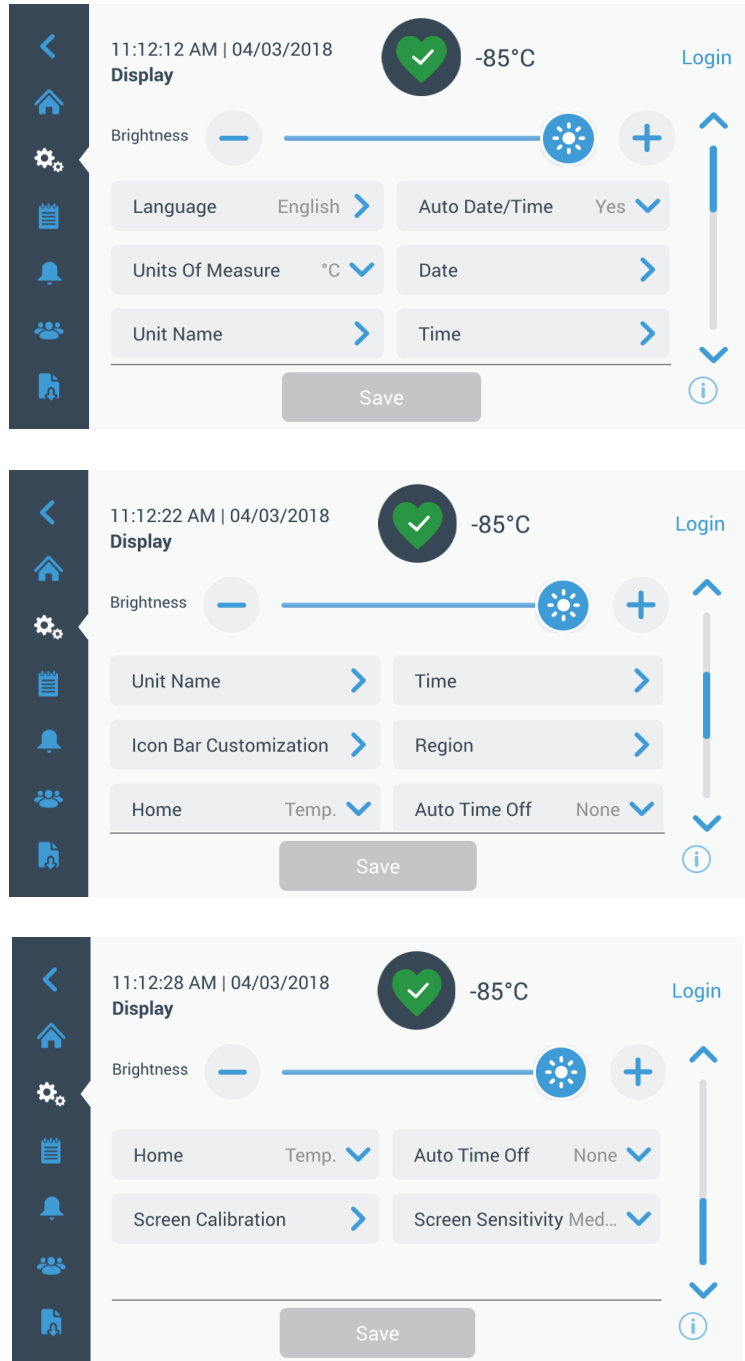 11:12:12 AM | 04/03/2018
-85°C
Login
Display
Brightness
Language English Auto Date/Time Yes
Units Of Measure °C Date
Unit Name Time
Save
11:12:22 AM | 04/03/2018
-85°C
Login
Display
Brightness
Unit Name Time
Icon Bar Customization Region
Home Temp. Auto Time Off None
Save
11:12:28 AM | 04/03/2018
-85°C
Login
Display
Brightness
Home Temp. Auto Time Off None
Screen Calibration Screen Sensitivity Med...
Save